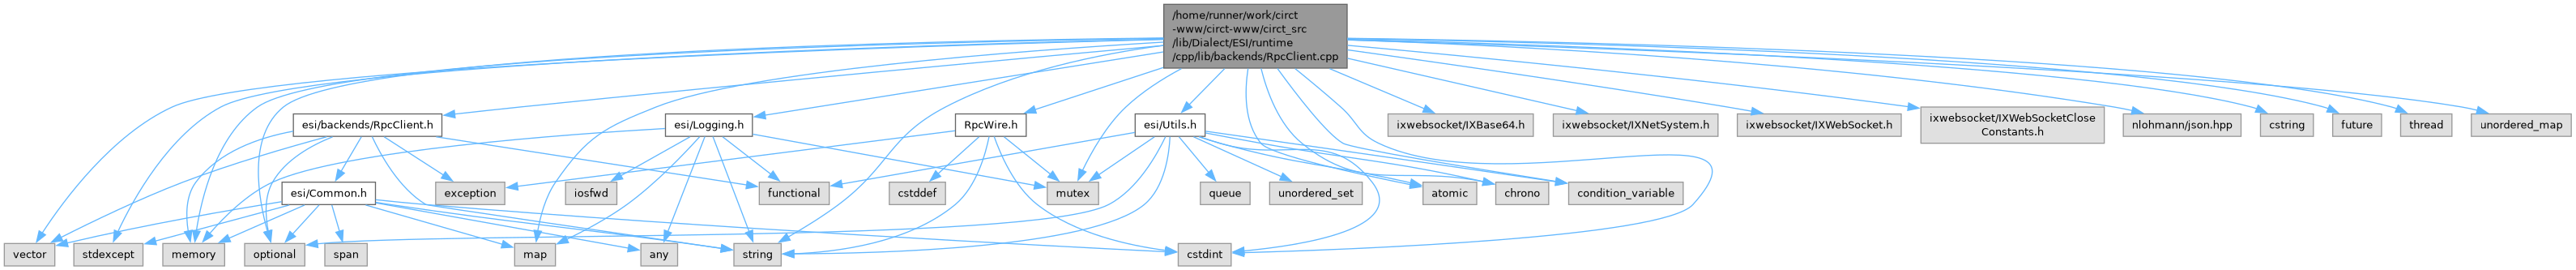 /home/runner/work/circt
-www/circt-www/circt_src
/lib/Dialect/ESI/runtime
/cpp/lib/backends/RpcClient.cpp
esi/backends/RpcClient.h
esi/Logging.h
RpcWire.h
esi/Utils.h
ixwebsocket/IXBase64.h
ixwebsocket/IXNetSystem.h
ixwebsocket/IXWebSocket.h
ixwebsocket/IXWebSocketClose
Constants.h
nlohmann/json.hpp
cstring
future
thread
unordered_map
esi/Common.h
exception
iosfwd
functional
cstddef
mutex
queue
unordered_set
atomic
chrono
condition_variable
vector
stdexcept
memory
optional
span
map
any
string
cstdint